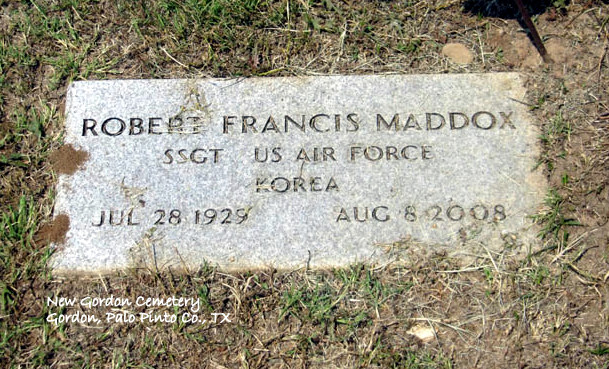 ROBERT FRANCIS MADDOX
SSGT US AIR FORCE
KOREA
JUL 28 1929 AUG 8 2008
New Gordon Cemetery
Gordon, Palo Pinto Co., TX